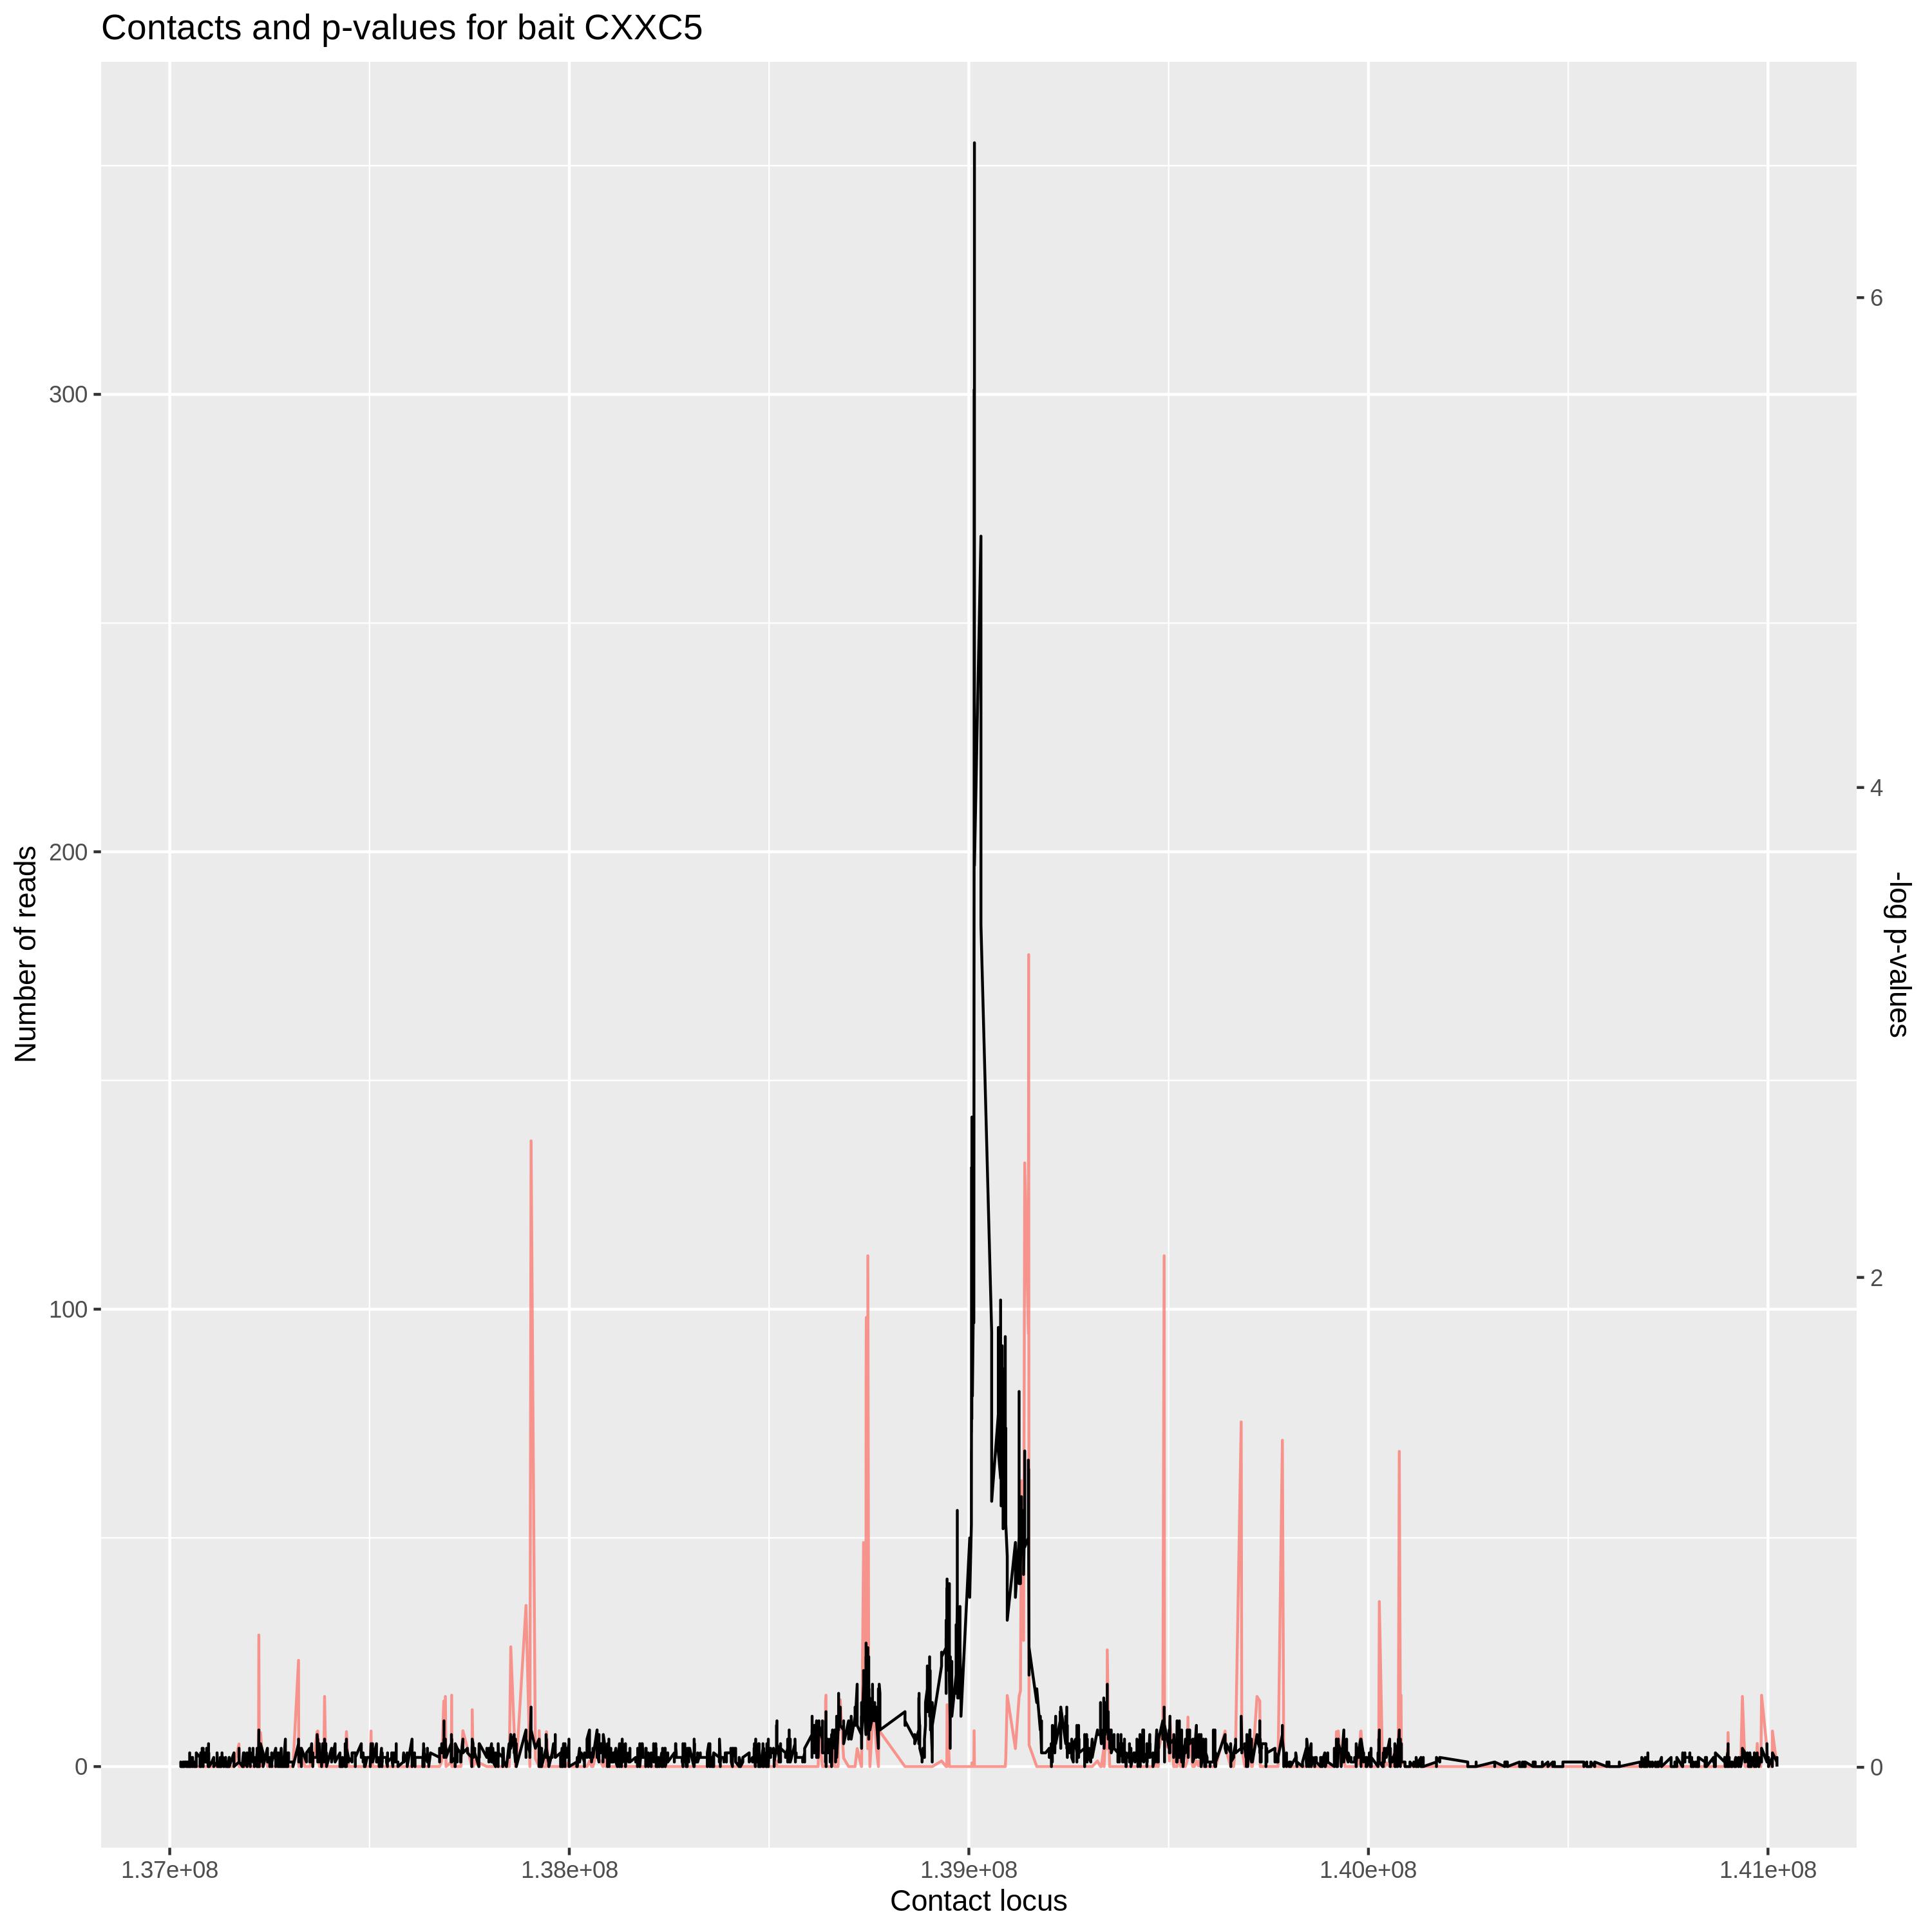 Contacts and p-values for bait CXXC5
Number of reads
300
200
100
0
6
4
2
0
-log p-values
1.37e+08
1.38e+08
1.39e+08
1.40e+08
1.41e+08
Contact locus